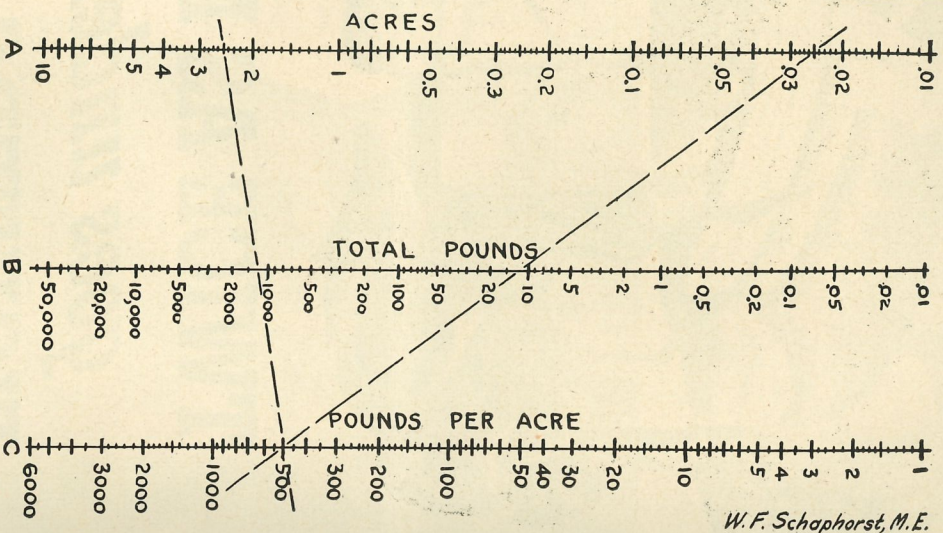 ACRES
A 10 5 4 3 2 1 0.5 0.3 0.2 0.1 .05 .03 .02 .01
TOTAL POUNDS
B 50,000 20,000 10,000 5000 2000 1000 500 200 100 50 20 10 5 2 1 0.5 0.2 0.1 .05 .02 .01
POUNDS PER ACRE
C 6000 3000 2000 1000 500 300 200 100 50 40 30 20 10 5 4 3 2 1
W. F. Schaphorst, M.E.